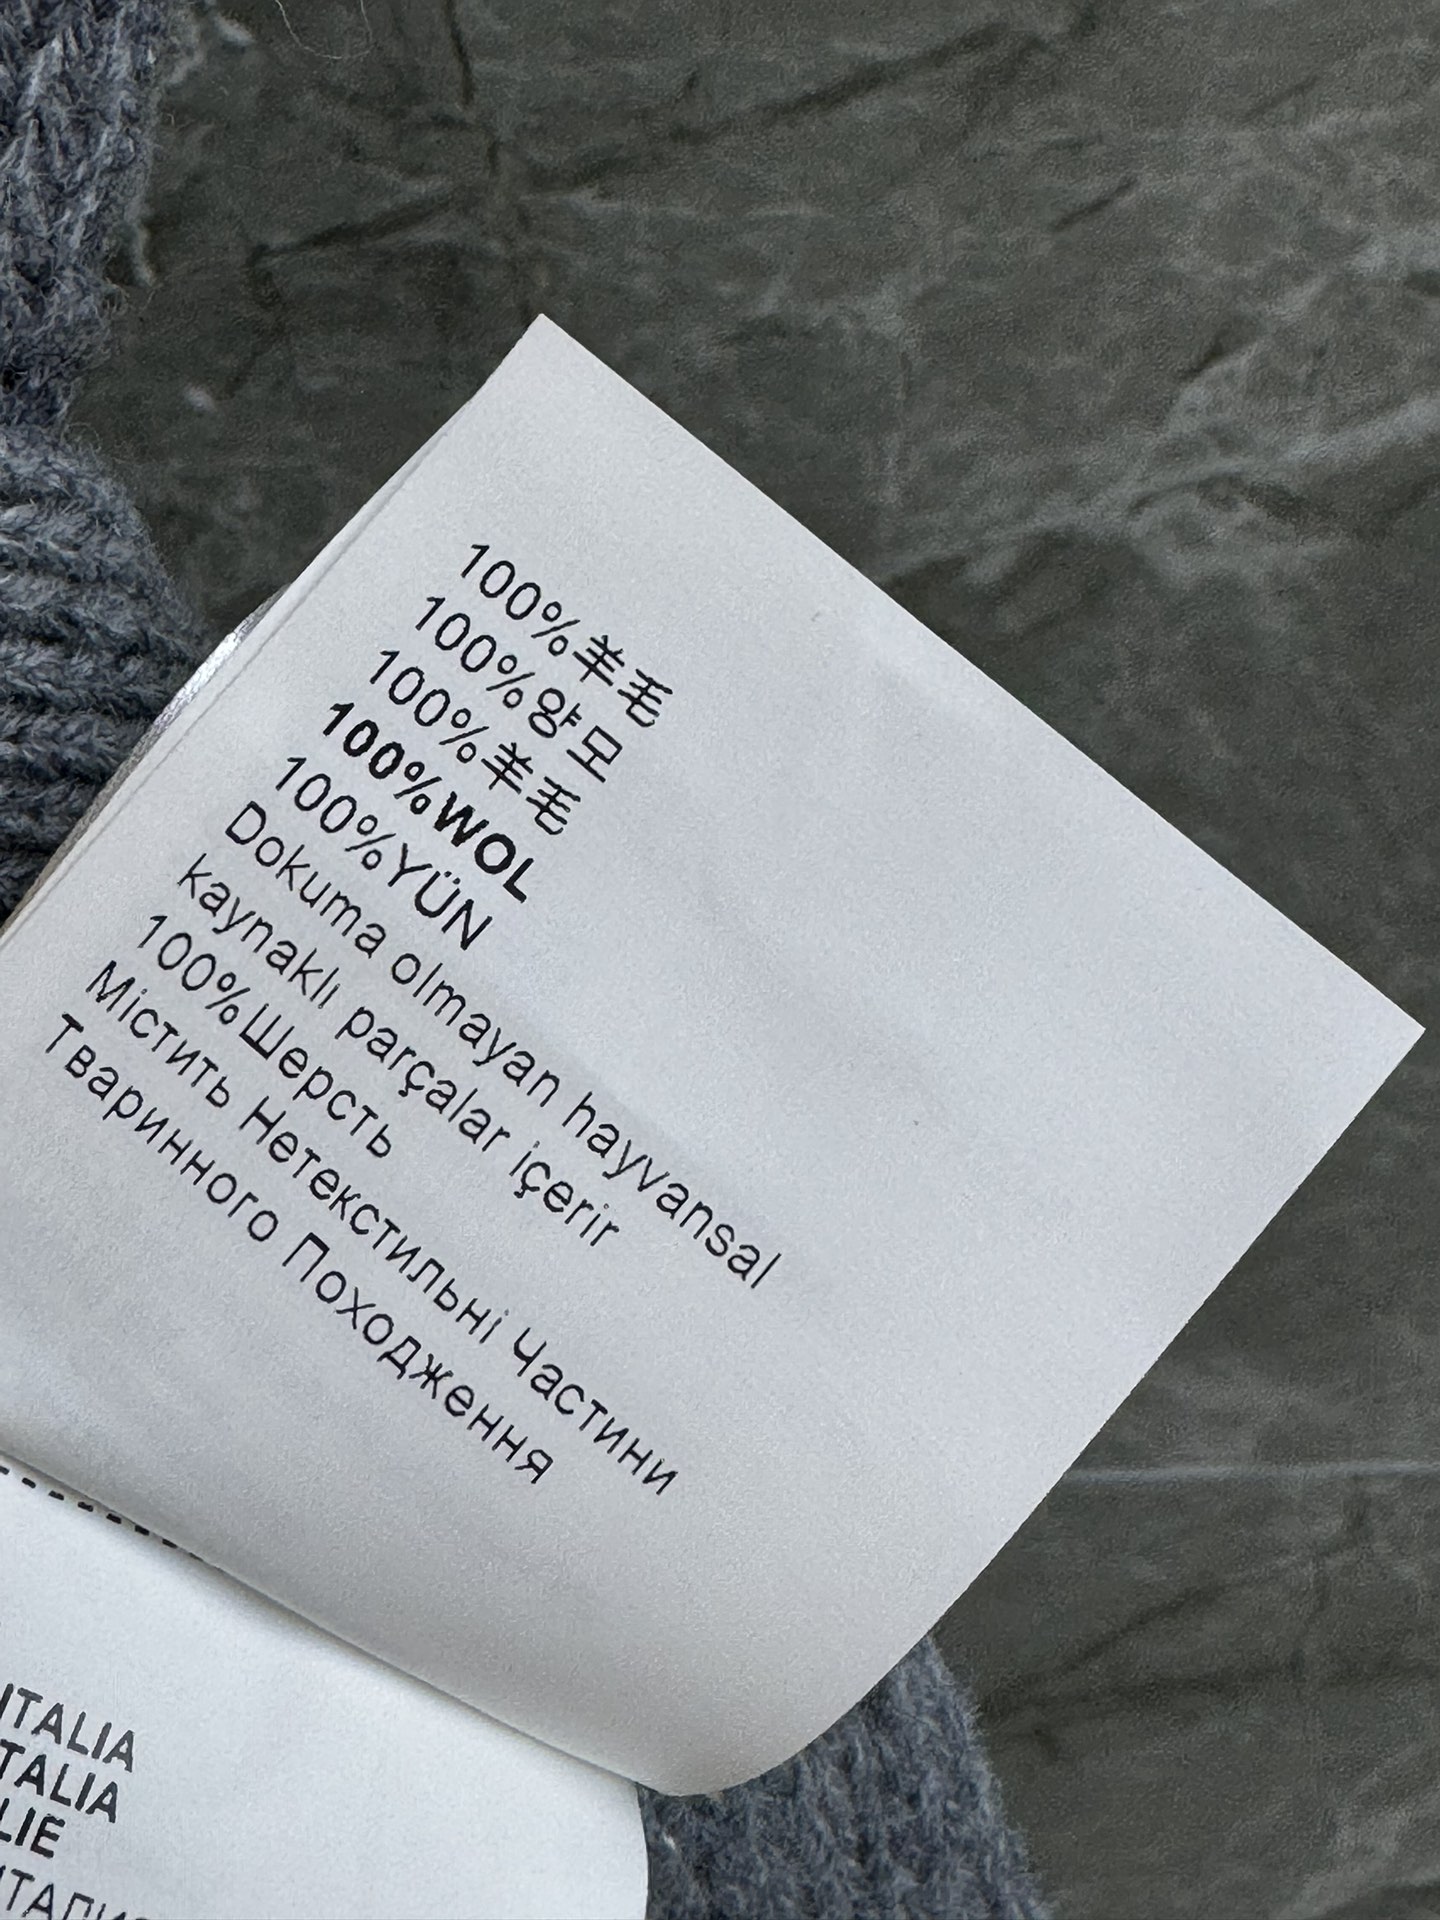 100%羊毛
100%양모
100%羊毛
100%WOL
100%YÜN
Dokuma olmayan hayvansal
kaynaklı parçalar içerir
100%Шерсть
Містить Нетекстильні Частини
Тваринного Походження
ITALIA
TALIA
LIE